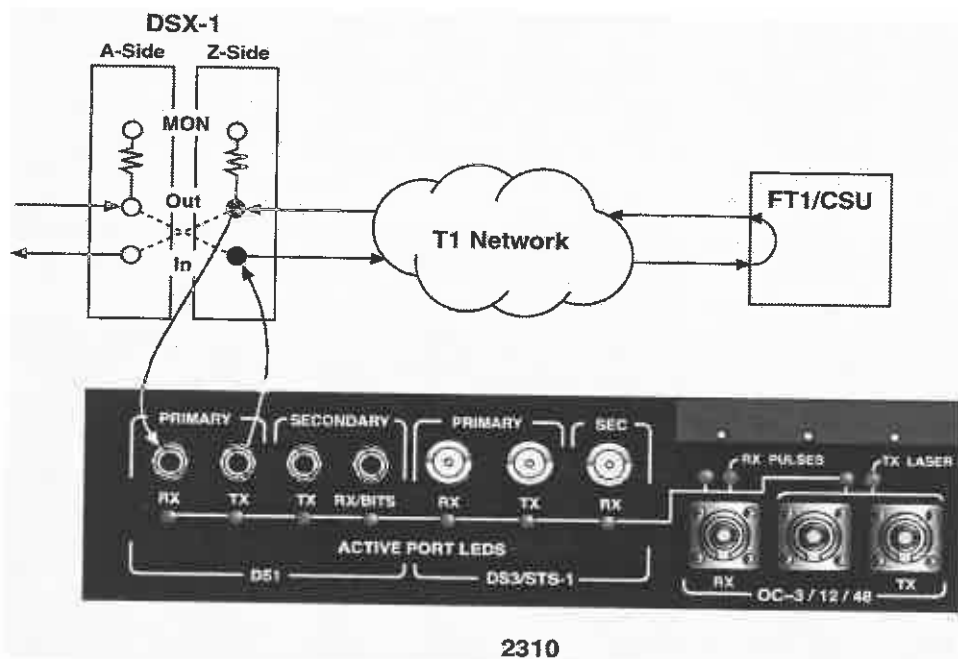 DSX-1
A-Side Z-Side
MON
Out
In
T1 Network
FT1/CSU
PRIMARY SECONDARY PRIMARY SEC
RX TX TX RX/BITS RX TX RX
RX PULSES TX LASER
ACTIVE PORT LEDS
DS1 DS3/STS-1
RX TX
OC-3/12/48
2310